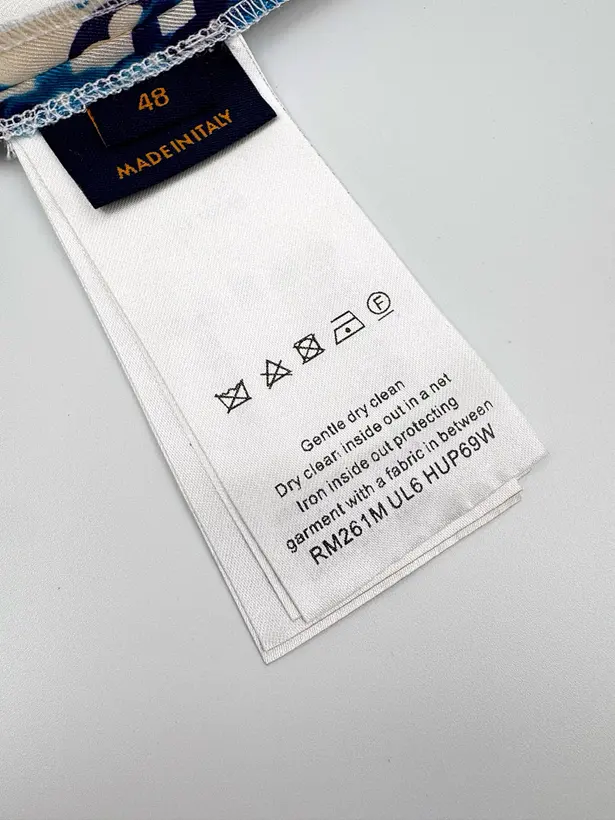 48
MADE IN ITALY
F
Gentle dry clean
Dry clean inside out in a net
Iron inside out protecting
garment with a fabric in between
RM261M UL6 HUP69W